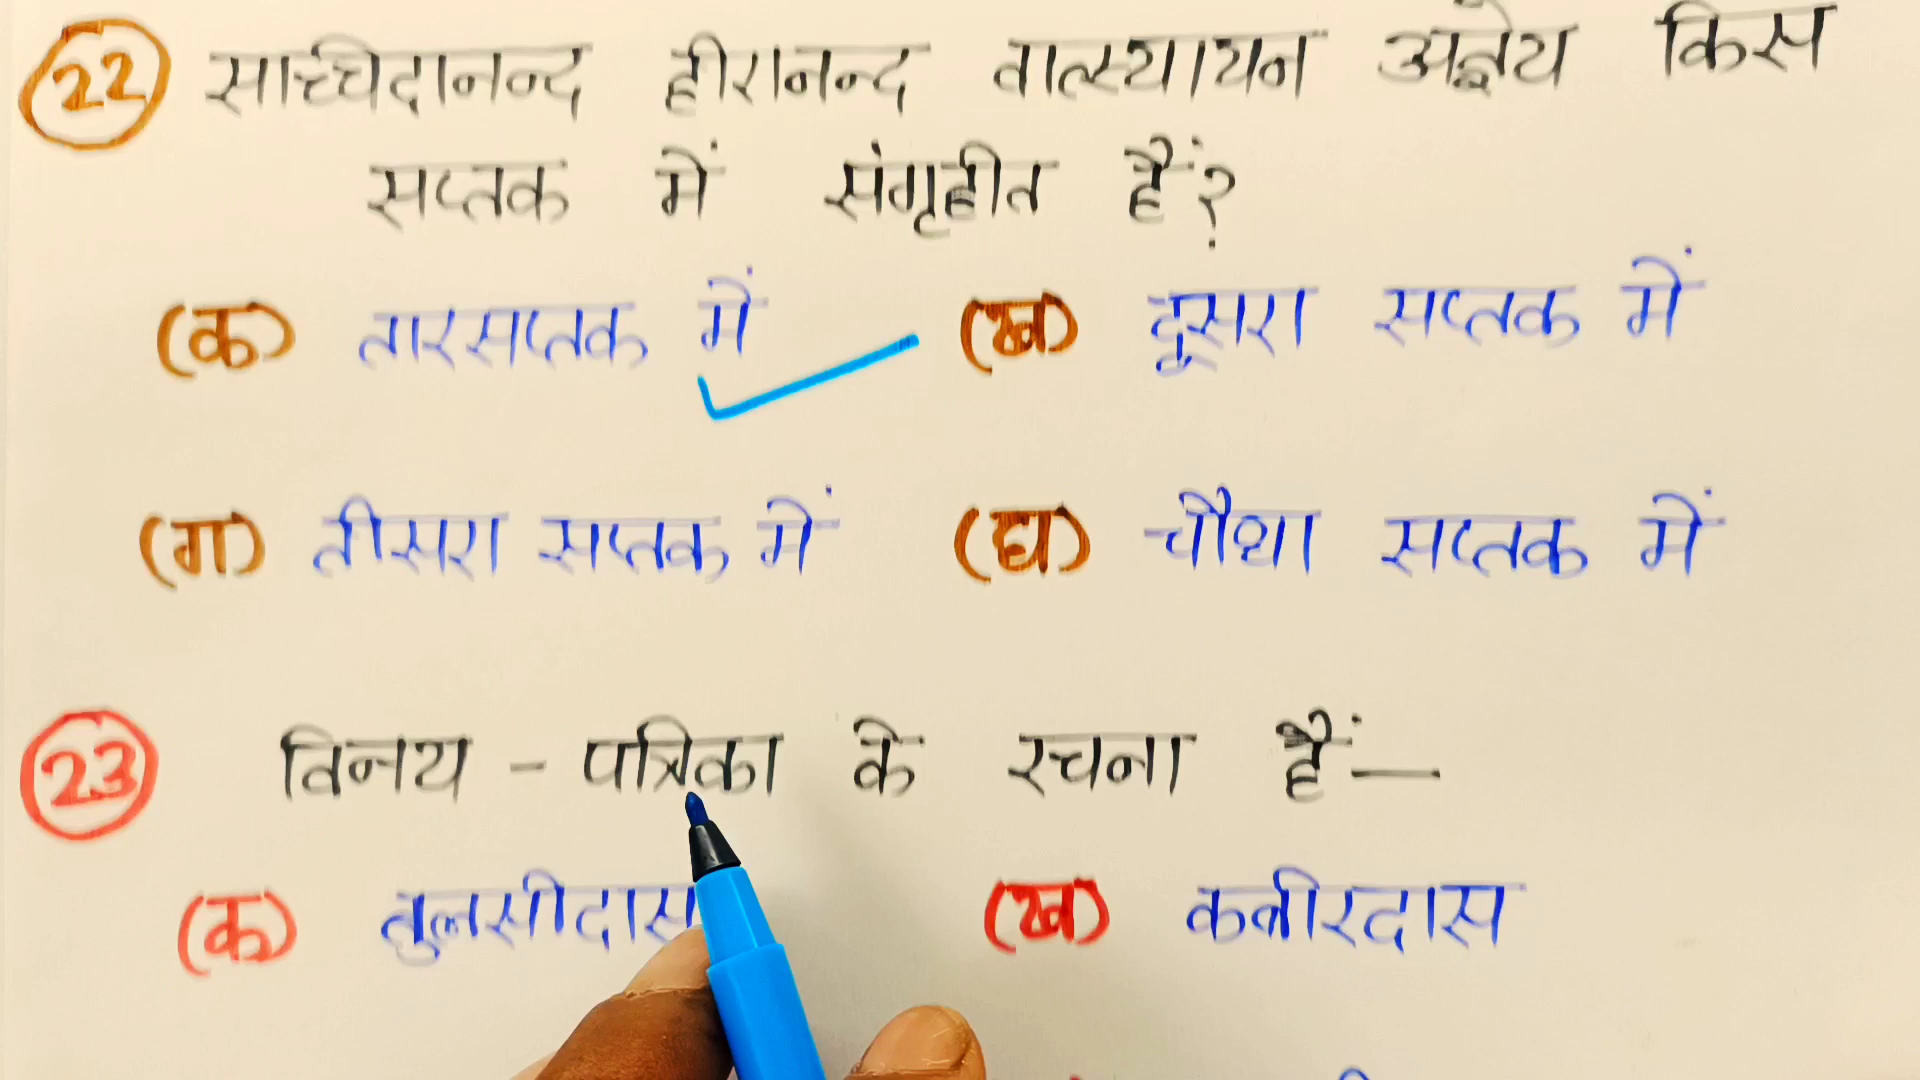 22 सच्चिदानन्द हीरानन्द वात्स्यायन अज्ञेय किस
सप्तक में संगृहीत हैं?
(क) तारसप्तक में (ख) दूसरा सप्तक में
(ग) तीसरा सप्तक में (घ) चौथा सप्तक में
23 विनय - पत्रिका के रचना हैं —
(क) तुलसीदास (ख) कबीरदास